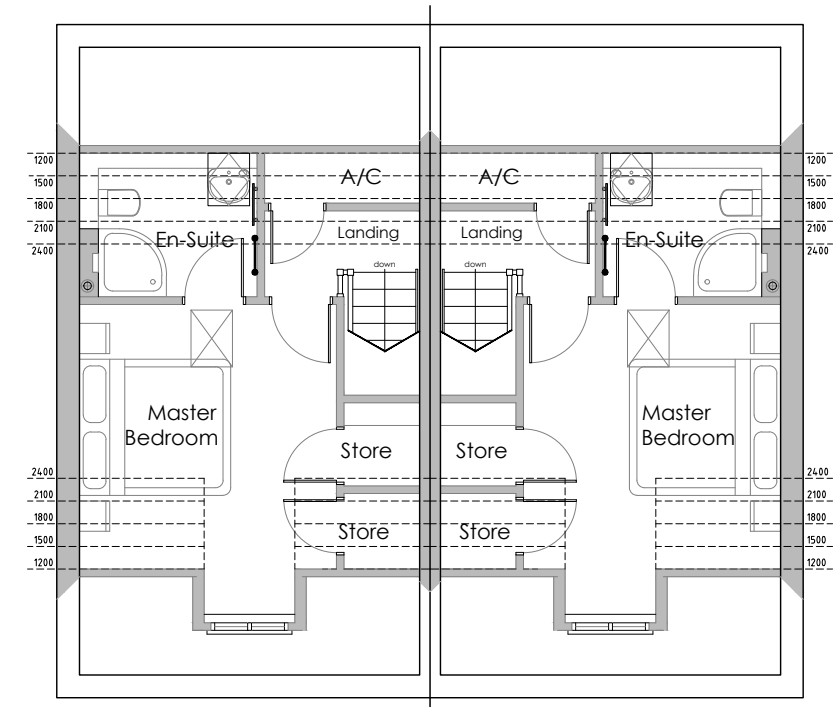 1200 1200
A/C A/C
1500 1500
1800 1800
2100 2100
Landing Landing
En-Suite En-Suite
2400 2400
down down
Master Master
Bedroom Bedroom
Store Store
2400 2400
2100 2100
1800 1800
Store Store
1500 1500
1200 1200